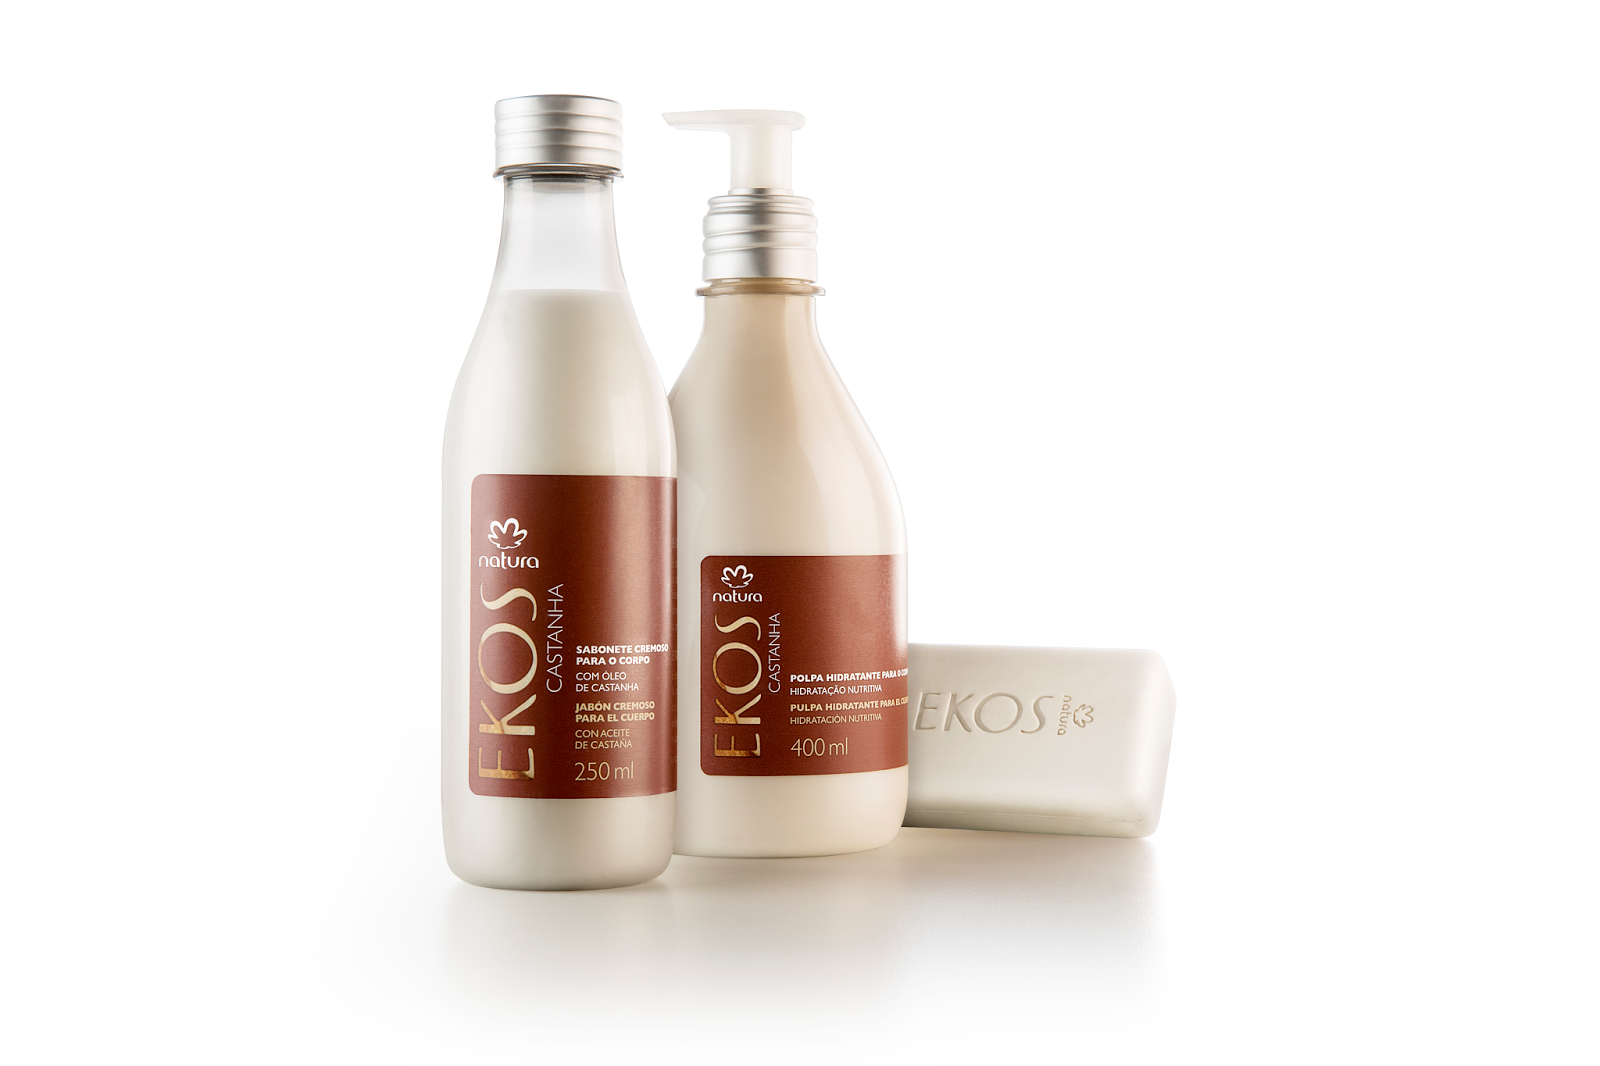 natura
EKOS
CASTANHA
SABONETE CREMOSO
PARA O CORPO
COM ÓLEO
DE CASTANHA
JABÓN CREMOSO
PARA EL CUERPO
CON ACEITE
DE CASTAÑA
250 ml
natura
EKOS
CASTANHA
POLPA HIDRATANTE PARA O
HIDRATAÇÃO NUTRITIVA
PULPA HIDRATANTE PARA EL
HIDRATACIÓN NUTRITIVA
400 ml
EKOS
natura